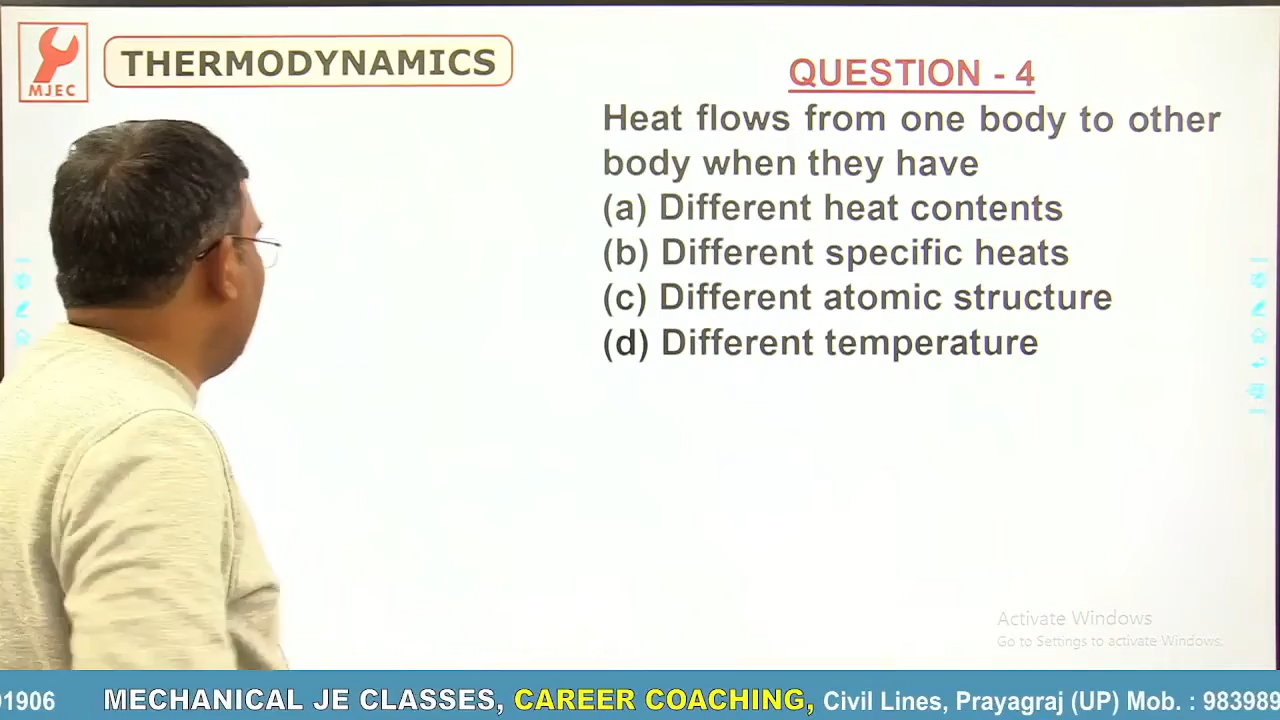 MJEC
THERMODYNAMICS
QUESTION - 4
Heat flows from one body to other
body when they have
(a) Different heat contents
(b) Different specific heats
(c) Different atomic structure
(d) Different temperature
Activate Windows
Go to Settings to activate Windows.
01906 MECHANICAL JE CLASSES, CAREER COACHING, Civil Lines, Prayagraj (UP) Mob. : 983989